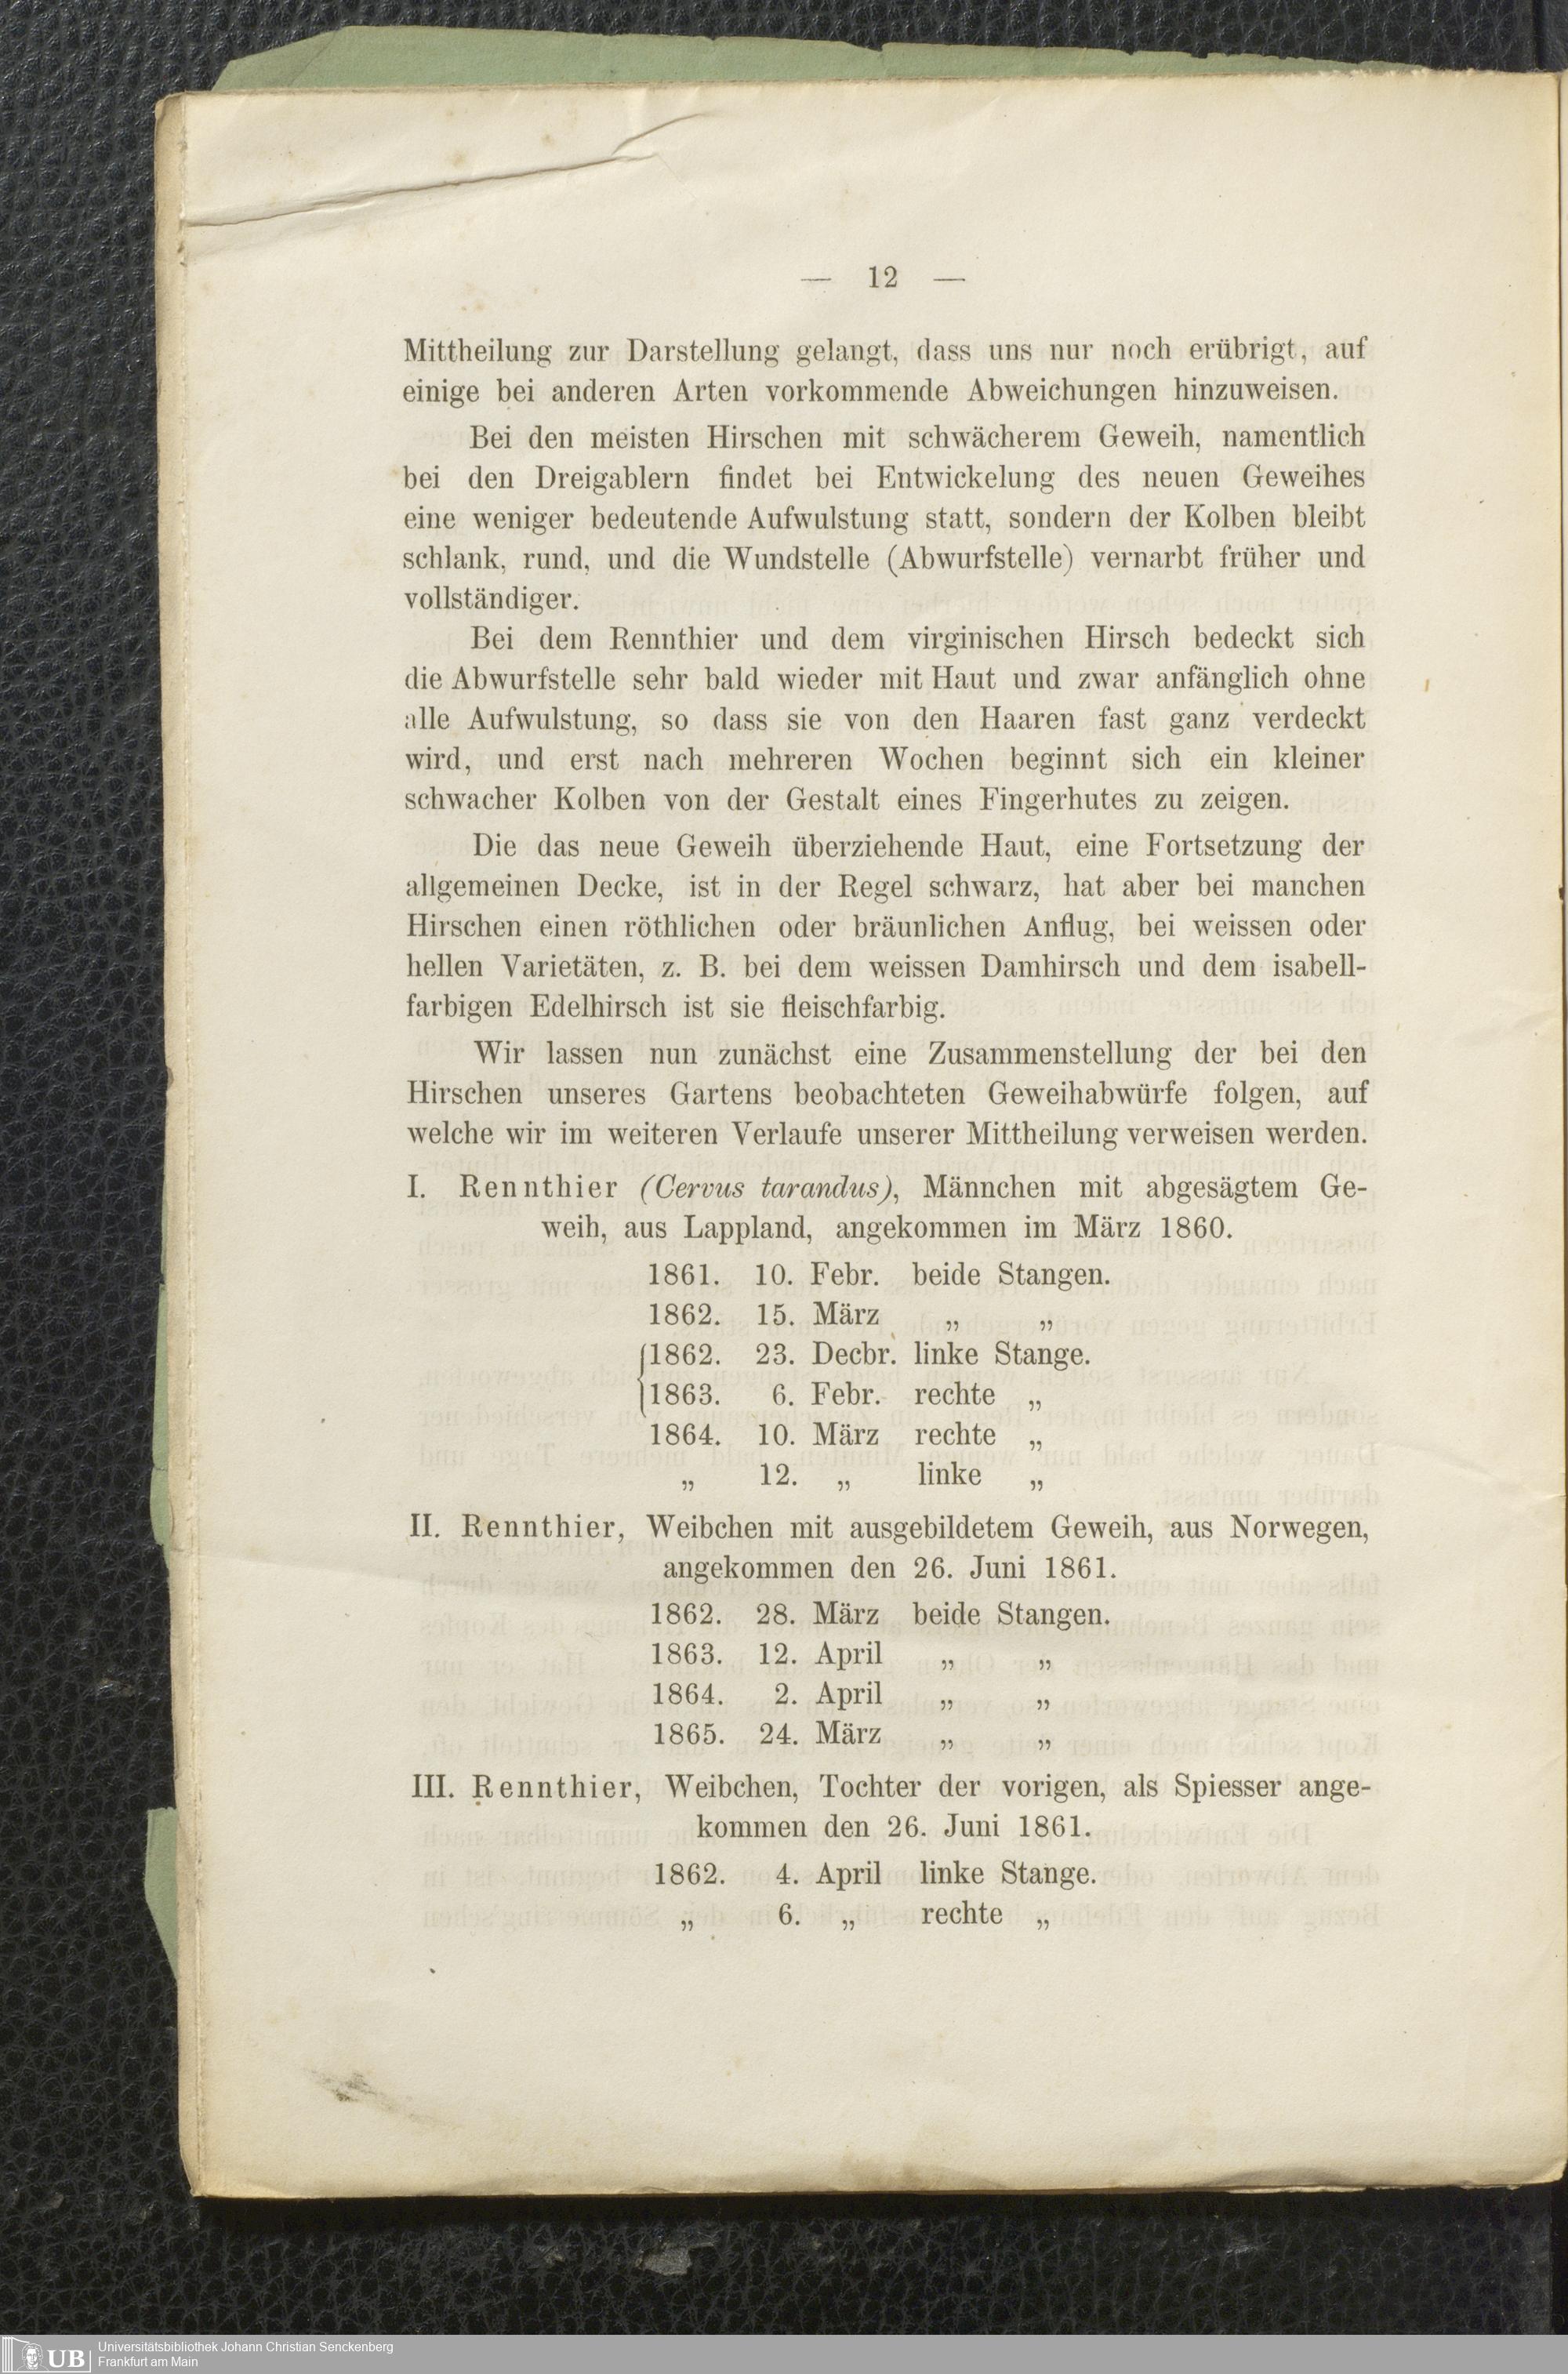 — 12 —
Mittheilung zur Darstellung gelangt, dass uns nur noch erübrigt, auf
einige bei anderen Arten vorkommende Abweichungen hinzuweisen.
Bei den meisten Hirschen mit schwächerem Geweih, namentlich
bei den Dreigablern findet bei Entwickelung des neuen Geweihes
eine weniger bedeutende Aufwulstung statt, sondern der Kolben bleibt
schlank, rund, und die Wundstelle (Abwurfstelle) vernarbt früher und
vollständiger.
Bei dem Rennthier und dem virginischen Hirsch bedeckt sich
die Abwurfstelle sehr bald wieder mit Haut und zwar anfänglich ohne
alle Aufwulstung, so dass sie von den Haaren fast ganz verdeckt
wird, und erst nach mehreren Wochen beginnt sich ein kleiner
schwacher Kolben von der Gestalt eines Fingerhutes zu zeigen.
Die das neue Geweih überziehende Haut, eine Fortsetzung der
allgemeinen Decke, ist in der Regel schwarz, hat aber bei manchen
Hirschen einen röthlichen oder bräunlichen Anflug, bei weissen oder
hellen Varietäten, z. B. bei dem weissen Damhirsch und dem isabell-
farbigen Edelhirsch ist sie fleischfarbig.
Wir lassen nun zunächst eine Zusammenstellung der bei den
Hirschen unseres Gartens beobachteten Geweihabwürfe folgen, auf
welche wir im weiteren Verlaufe unserer Mittheilung verweisen werden.
I. Rennthier (Cervus tarandus), Männchen mit abgesägtem Ge-
weih, aus Lappland, angekommen im März 1860.
1861. 10. Febr. beide Stangen.
1862. 15. März „ „
{1862. 23. Decbr. linke Stange.
1863. 6. Febr. rechte „
1864. 10. März rechte „
„ 12. „ linke „
II. Rennthier, Weibchen mit ausgebildetem Geweih, aus Norwegen,
angekommen den 26. Juni 1861.
1862. 28. März beide Stangen.
1863. 12. April „ „
1864. 2. April „ „
1865. 24. März „ „
III. Rennthier, Weibchen, Tochter der vorigen, als Spiesser ange-
kommen den 26. Juni 1861.
1862. 4. April linke Stange.
„ 6. „ rechte „
UB Universitätsbibliothek Johann Christian Senckenberg
Frankfurt am Main